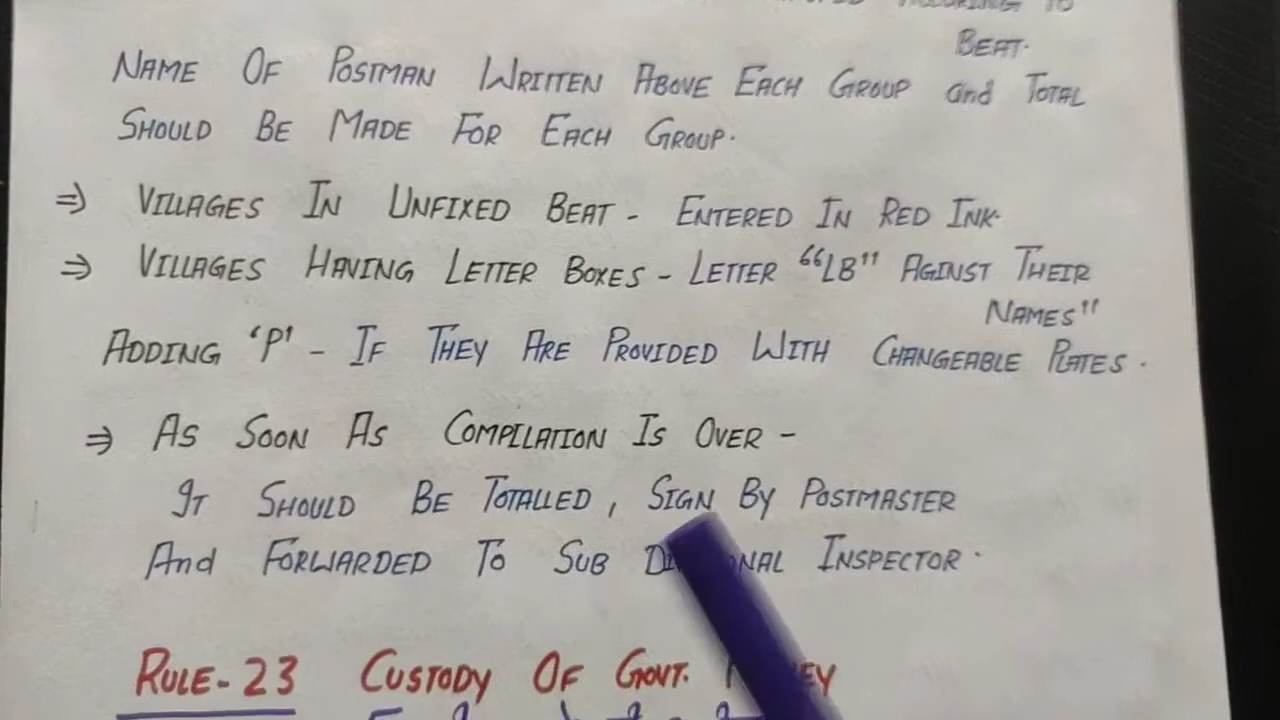 ACCORDING TO
BEAT.
NAME OF POSTMAN WRITTEN ABOVE EACH GROUP and TOTAL
SHOULD BE MADE FOR EACH GROUP.
⇒ VILLAGES IN UNFIXED BEAT - ENTERED IN RED INK.
⇒ VILLAGES HAVING LETTER BOXES - LETTER “LB" AGINST THEIR
NAMES"
ADDING ‘P’ - IF THEY ARE PROVIDED WITH CHANGEABLE PLATES.
⇒ AS SOON AS COMPILATION IS OVER -
IT SHOULD BE TOTALLED, SIGN BY POSTMASTER
And FORWARDED TO SUB INSPECTOR.
RULE-23 CUSTODY OF GOVT.